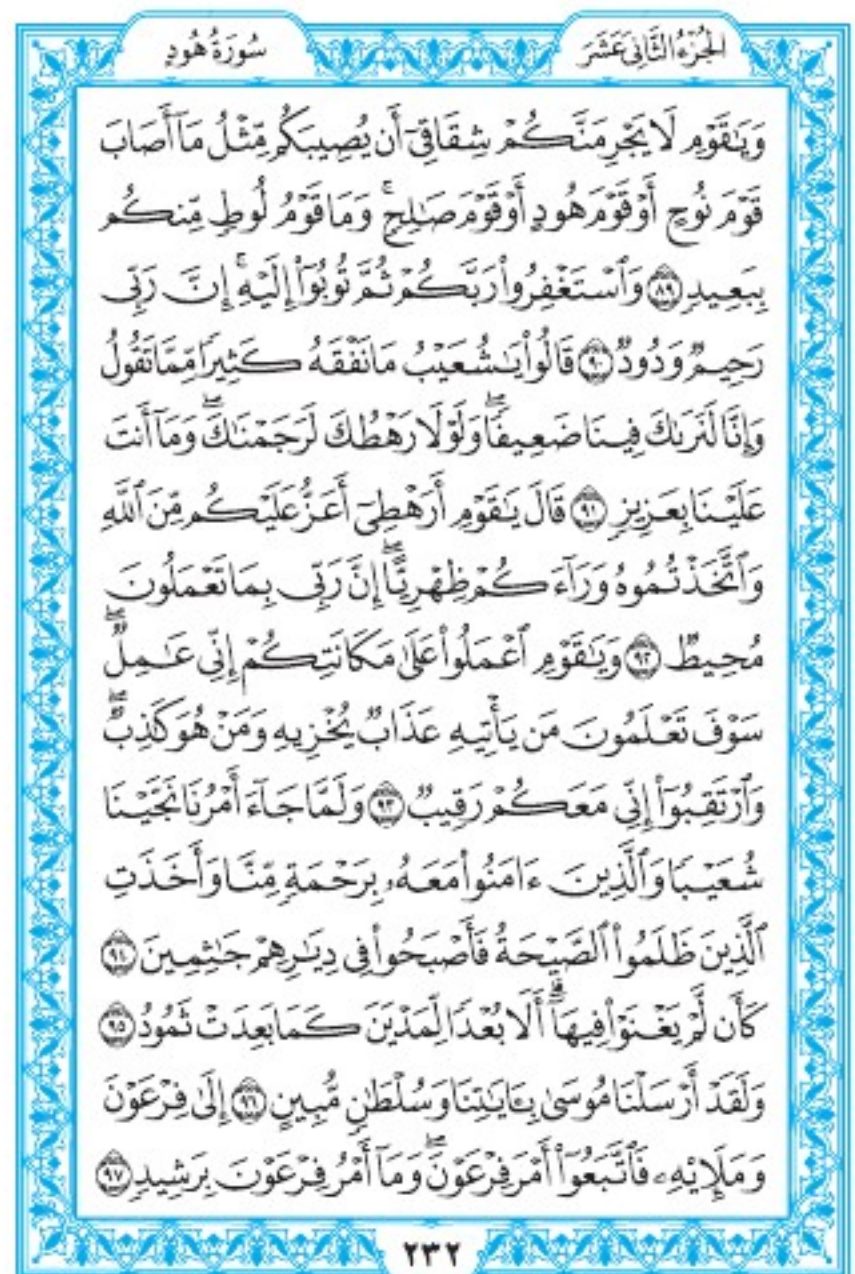 الجُزْءُ الثَّانِي عَشَرَ
سُورَةُ هُودٍ
وَيَٰقَوۡمِ لَا يَجۡرِمَنَّكُمۡ شِقَاقِيٓ أَن يُصِيبَكُم مِّثۡلُ مَآ أَصَابَ
قَوۡمَ نُوحٍ أَوۡ قَوۡمَ هُودٍ أَوۡ قَوۡمَ صَٰلِحٖۚ وَمَا قَوۡمُ لُوطٖ مِّنكُم
بِبَعِيدٖ ٨٩ وَٱسۡتَغۡفِرُواْ رَبَّكُمۡ ثُمَّ تُوبُوٓاْ إِلَيۡهِۚ إِنَّ رَبِّي
رَحِيمٞ وَدُودٞ ٩٠ قَالُواْ يَٰشُعَيۡبُ مَا نَفۡقَهُ كَثِيرٗا مِّمَّا تَقُولُ
وَإِنَّا لَنَرَىٰكَ فِينَا ضَعِيفٗاۖ وَلَوۡلَا رَهۡطُكَ لَرَجَمۡنَٰكَۖ وَمَآ أَنتَ
عَلَيۡنَا بِعَزِيزٖ ٩١ قَالَ يَٰقَوۡمِ أَرَهۡطِيٓ أَعَزُّ عَلَيۡكُم مِّنَ ٱللَّهِ
وَٱتَّخَذۡتُمُوهُ وَرَآءَكُمۡ ظِهۡرِيًّاۖ إِنَّ رَبِّي بِمَا تَعۡمَلُونَ
مُحِيطٞ ٩٢ وَيَٰقَوۡمِ ٱعۡمَلُواْ عَلَىٰ مَكَانَتِكُمۡ إِنِّي عَٰمِلٞۖ
سَوۡفَ تَعۡلَمُونَ مَن يَأۡتِيهِ عَذَابٞ يُخۡزِيهِ وَمَنۡ هُوَ كَٰذِبٞۖ
وَٱرۡتَقِبُوٓاْ إِنِّي مَعَكُمۡ رَقِيبٞ ٩٣ وَلَمَّا جَآءَ أَمۡرُنَا نَجَّيۡنَا
شُعَيۡبٗا وَٱلَّذِينَ ءَامَنُواْ مَعَهُۥ بِرَحۡمَةٖ مِّنَّا وَأَخَذَتِ
ٱلَّذِينَ ظَلَمُواْ ٱلصَّيۡحَةُ فَأَصۡبَحُواْ فِي دِيَٰرِهِمۡ جَٰثِمِينَ ٩٤
كَأَن لَّمۡ يَغۡنَوۡاْ فِيهَآۗ أَلَا بُعۡدٗا لِّمَدۡيَنَ كَمَا بَعِدَتۡ ثَمُودُ ٩٥
وَلَقَدۡ أَرۡسَلۡنَا مُوسَىٰ بِـَٔايَٰتِنَا وَسُلۡطَٰنٖ مُّبِينٍ ٩٦ إِلَىٰ فِرۡعَوۡنَ
وَمَلَإِيْهِۦ فَٱتَّبَعُوٓاْ أَمۡرَ فِرۡعَوۡنَۖ وَمَآ أَمۡرُ فِرۡعَوۡنَ بِرَشِيدٖ ٩٧
٢٣٢